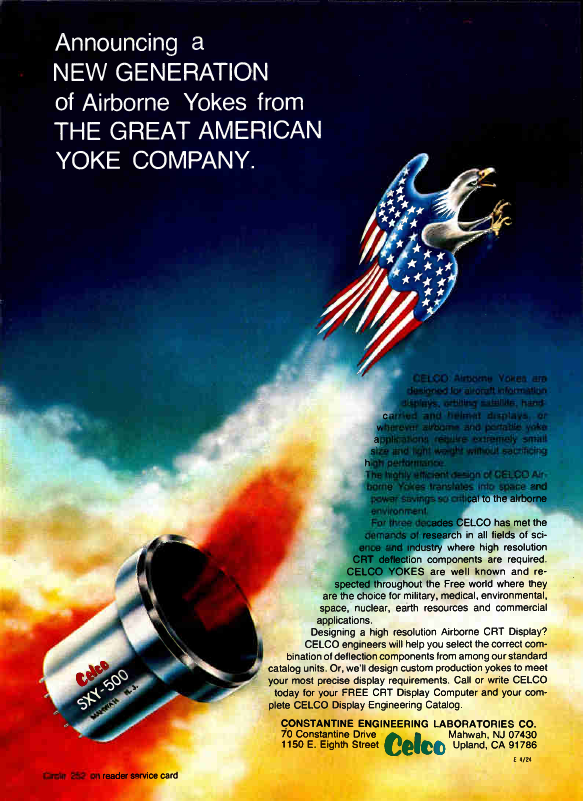 Announcing a
NEW GENERATION
of Airborne Yokes from
THE GREAT AMERICAN
YOKE COMPANY.
CELCO Airborne Yokes are
designed for aircraft information
displays, orbiting satellite, hand-
carried and helmet displays, or
wherever airborne and portable yoke
applications require extremely small
size and light weight without sacrificing
high performance.
The highly efficient design of CELCO Air-
borne Yokes translates into space and
power savings so critical to the airborne
environment.
For three decades CELCO has met the
demands of research in all fields of sci-
ence and industry where high resolution
CRT deflection components are required.
CELCO YOKES are well known and re-
spected throughout the Free world where they
are the choice for military, medical, environmental,
space, nuclear, earth resources and commercial
applications.
Designing a high resolution Airborne CRT Display?
CELCO engineers will help you select the correct com-
bination of deflection components from among our standard
catalog units. Or, we'll design custom production yokes to meet
your most precise display requirements. Call or write CELCO
today for your FREE CRT Display Computer and your com-
plete CELCO Display Engineering Catalog.
Celco
SXY-500
MAHWAH N. J.
CONSTANTINE ENGINEERING LABORATORIES CO.
70 Constantine Drive Mahwah, NJ 07430
1150 E. Eighth Street Celco Upland, CA 91786
E 4/24
Circle 252 on reader service card